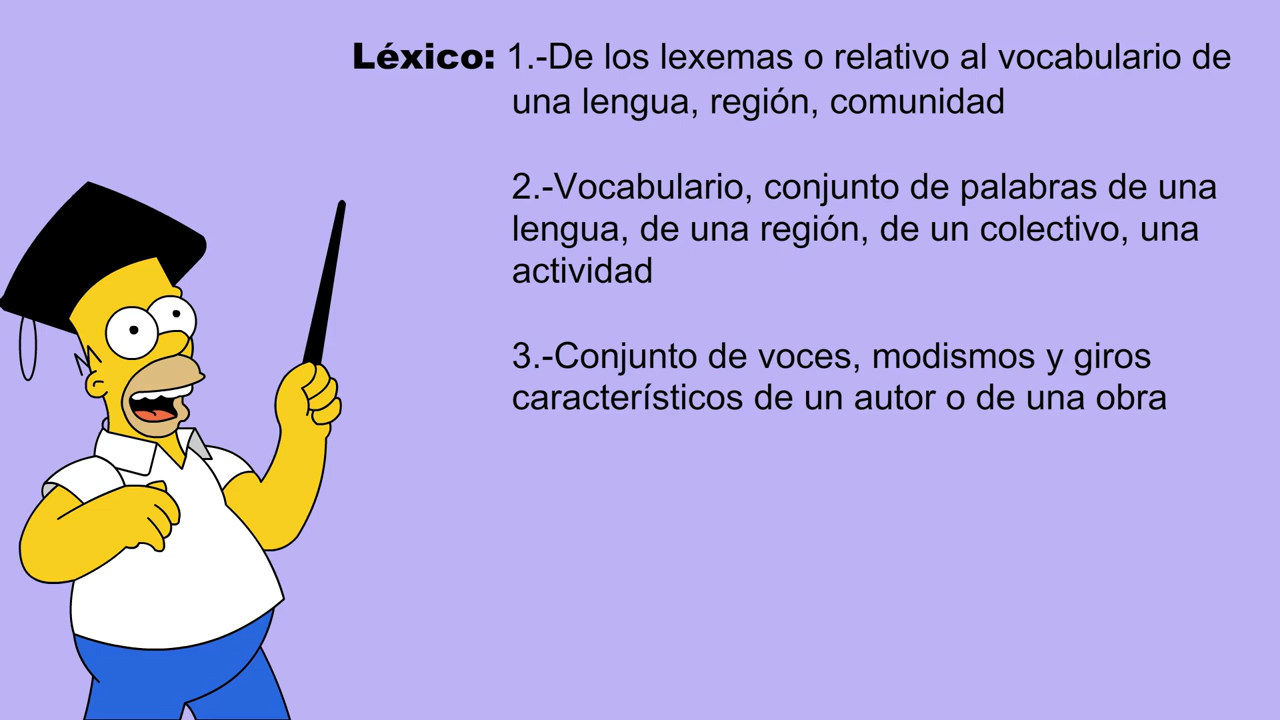 Léxico: 1.-De los lexemas o relativo al vocabulario de
una lengua, región, comunidad
2.-Vocabulario, conjunto de palabras de una
lengua, de una región, de un colectivo, una
actividad
3.-Conjunto de voces, modismos y giros
característicos de un autor o de una obra